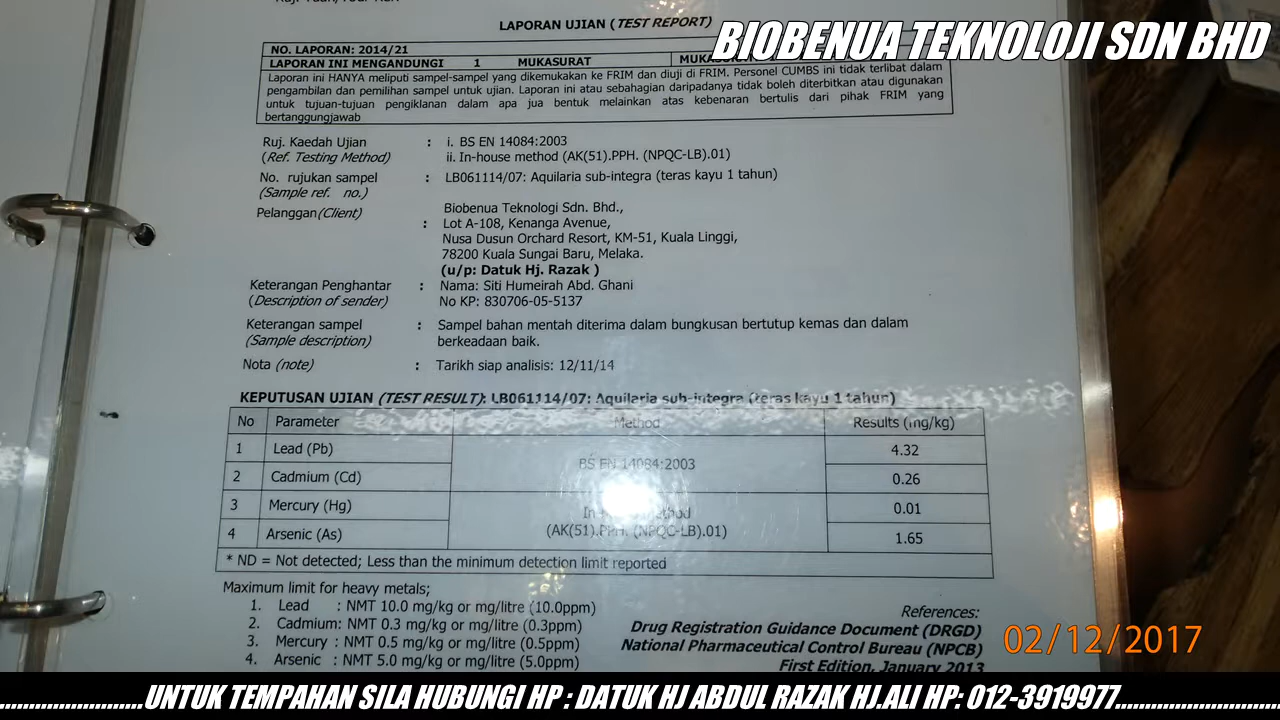 LAPORAN UJIAN (TEST REPORT)
BIOBENUA TEKNOLOJI SDN BHD
NO. LAPORAN: 2014/21
LAPORAN INI MENGANDUNGI 1 MUKASURAT
Laporan ini HANYA meliputi sampel-sampel yang dikemukakan ke FRIM dan diuji di FRIM. Personel CUMBS ini tidak terlibat dalam
pengambilan dan pemilihan sampel untuk ujian. Laporan ini atau sebahagian daripadanya tidak boleh diterbitkan atau digunakan
untuk tujuan-tujuan pengiklanan dalam apa jua bentuk melainkan atas kebenaran bertulis dari pihak FRIM yang
bertanggungjawab
Ruj. Kaedah Ujian : i. BS EN 14084:2003
(Ref. Testing Method) ii. In-house method (AK(51).PPH. (NPQC-LB).01)
No. rujukan sampel : LB061114/07: Aquilaria sub-integra (teras kayu 1 tahun)
(Sample ref. no.)
Pelanggan(Client) : Biobenua Teknologi Sdn. Bhd.,
Lot A-108, Kenanga Avenue,
Nusa Dusun Orchard Resort, KM-51, Kuala Linggi,
78200 Kuala Sungai Baru, Melaka.
(u/p: Datuk Hj. Razak )
Keterangan Penghantar : Nama: Siti Humeirah Abd. Ghani
(Description of sender) No KP: 830706-05-5137
Keterangan sampel : Sampel bahan mentah diterima dalam bungkusan bertutup kemas dan dalam
(Sample description) berkeadaan baik.
Nota (note) : Tarikh siap analisis: 12/11/14
KEPUTUSAN UJIAN (TEST RESULT): LB061114/07: Aquilaria sub-integra (teras kayu 1 tahun)
No Parameter Method Results (mg/kg)
1 Lead (Pb) BS EN 14084:2003 4.32
2 Cadmium (Cd) 0.26
3 Mercury (Hg) In-house method 0.01
4 Arsenic (As) (AK(51).PPH. (NPQC-LB).01) 1.65
* ND = Not detected; Less than the minimum detection limit reported
Maximum limit for heavy metals;
1. Lead : NMT 10.0 mg/kg or mg/litre (10.0ppm)
2. Cadmium: NMT 0.3 mg/kg or mg/litre (0.3ppm)
3. Mercury : NMT 0.5 mg/kg or mg/litre (0.5ppm)
4. Arsenic : NMT 5.0 mg/kg or mg/litre (5.0ppm)
References:
Drug Registration Guidance Document (DRGD)
National Pharmaceutical Control Bureau (NPCB)
First Edition, January 2013
02/12/2017
........................UNTUK TEMPAHAN SILA HUBUNGI HP : DATUK HJ ABDUL RAZAK HJ.ALI HP: 012-3919977............................